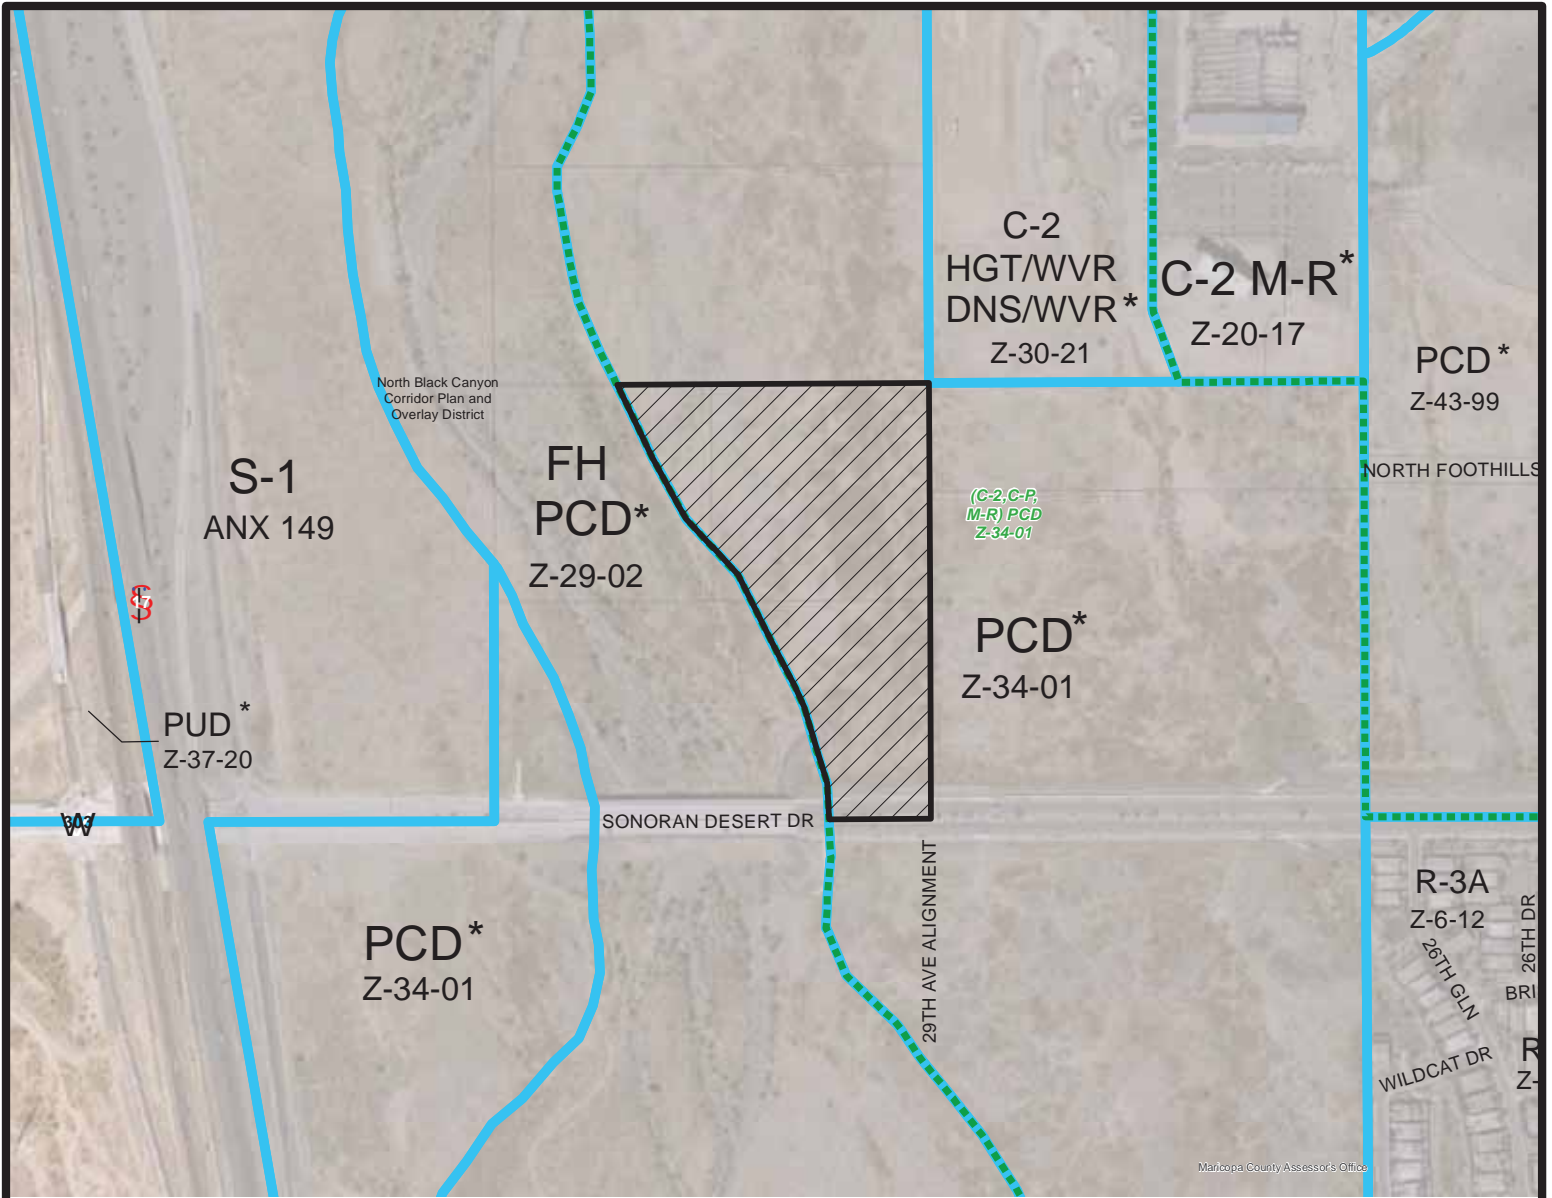 C-2
HGT/WVR
DNS/WVR*
Z-30-21
C-2 M-R*
Z-20-17
PCD*
Z-43-99
North Black Canyon
Corridor Plan and
Overlay District
S-1
ANX 149
FH
PCD*
Z-29-02
(C-2,C-P,
M-R) PCD
Z-34-01
NORTH FOOTHILLS
17
PCD*
Z-34-01
PUD*
Z-37-20
303
SONORAN DESERT DR
29TH AVE ALIGNMENT
PCD*
Z-34-01
R-3A
Z-6-12
26TH DR
26TH GLN
BRI
WILDCAT DR
R
Z-
Maricopa County Assessor's Office